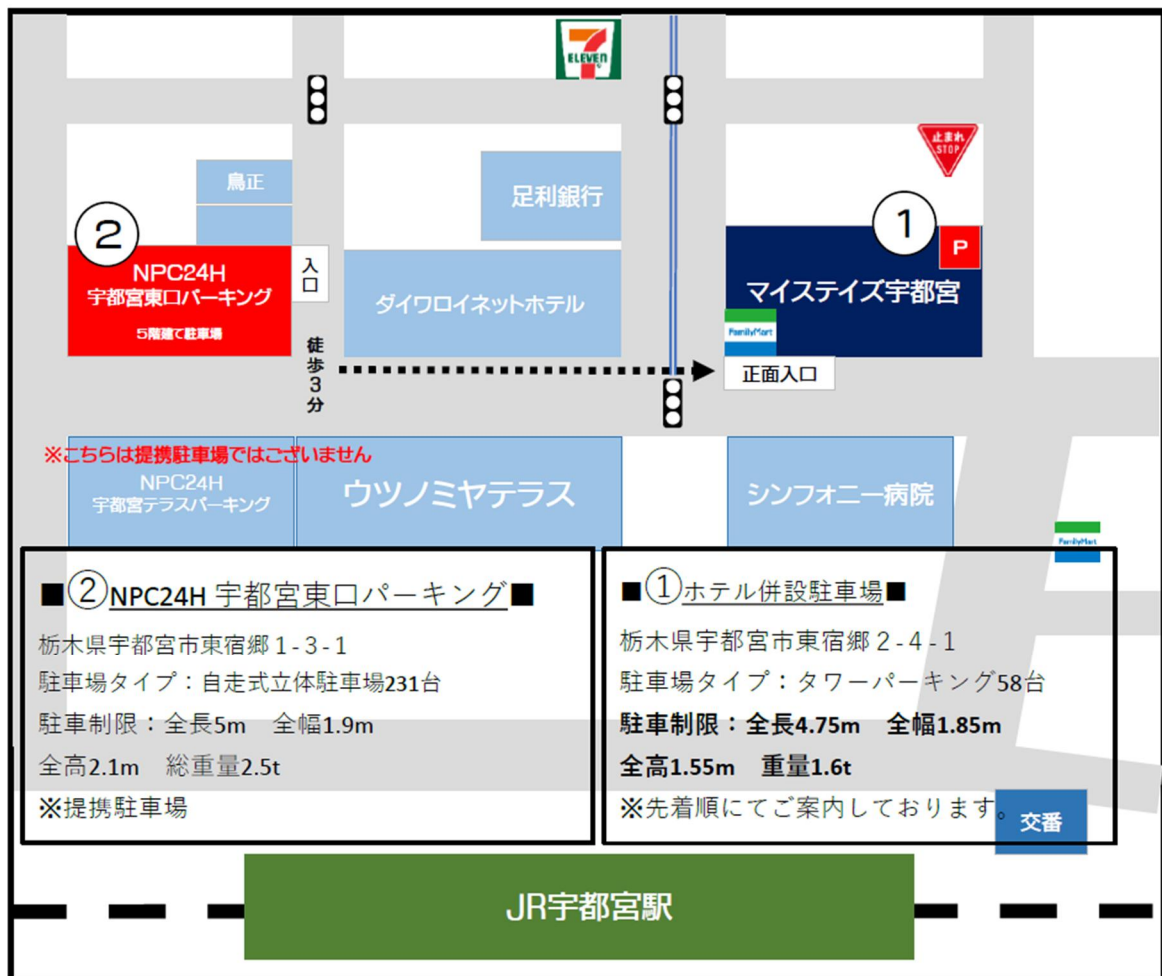 7
ELEVEN
止まれ
STOP
鳥正
足利銀行
②
①
P
NPC24H
宇都宮東口パーキング
5階建て駐車場
入口
ダイワロイネットホテル
マイステイズ宇都宮
FamilyMart
徒歩3分
正面入口
※こちらは提携駐車場ではございません
NPC24H
宇都宮テラスパーキング
ウツノミヤテラス
シンフォニー病院
FamilyMart
■②NPC24H 宇都宮東口パーキング■
栃木県宇都宮市東宿郷1-3-1
駐車場タイプ：自走式立体駐車場231台
駐車制限：全長5m　全幅1.9m
全高2.1m　総重量2.5t
※提携駐車場
■①ホテル併設駐車場■
栃木県宇都宮市東宿郷2-4-1
駐車場タイプ：タワーパーキング58台
駐車制限：全長4.75m　全幅1.85m
全高1.55m　重量1.6t
※先着順にてご案内しております。
交番
JR宇都宮駅